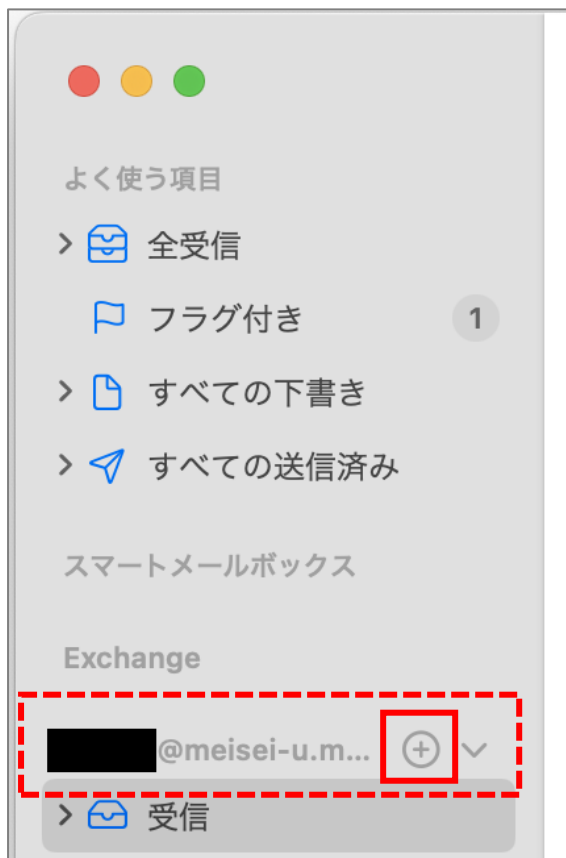 よく使う項目
全受信
フラグ付き 1
すべての下書き
すべての送信済み
スマートメールボックス
Exchange
@meisei-u.m...
受信